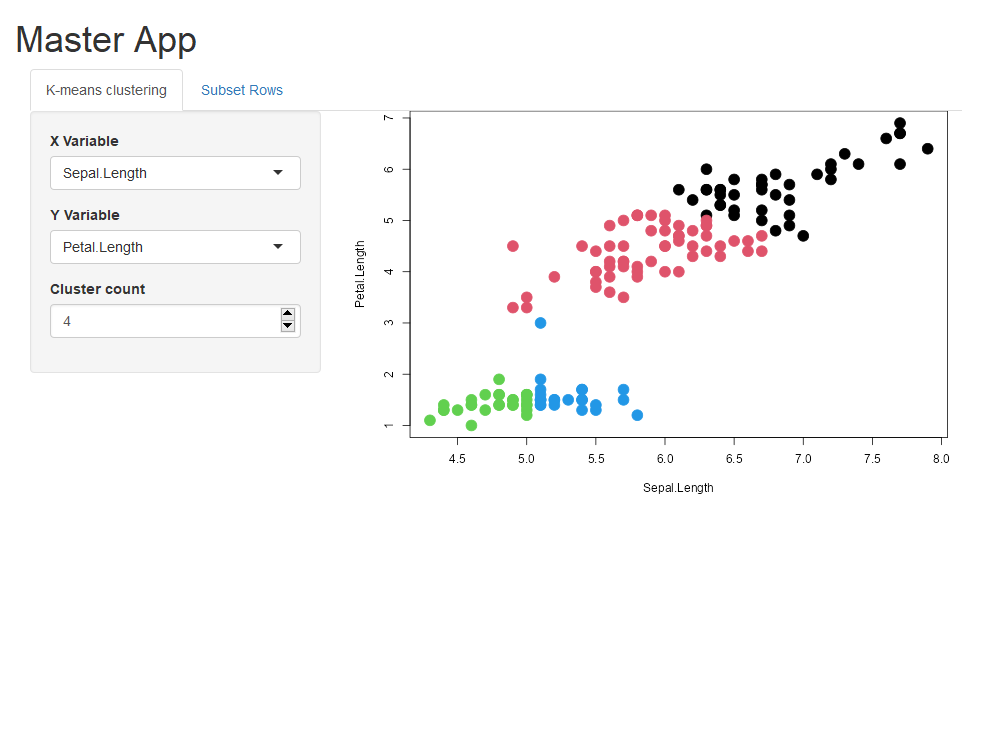 Master App
K-means clustering Subset Rows
X Variable
Sepal.Length
Y Variable
Petal.Length
Cluster count
4
Petal.Length
7
6
5
4
3
2
1
4.5 5.0 5.5 6.0 6.5 7.0 7.5 8.0
Sepal.Length